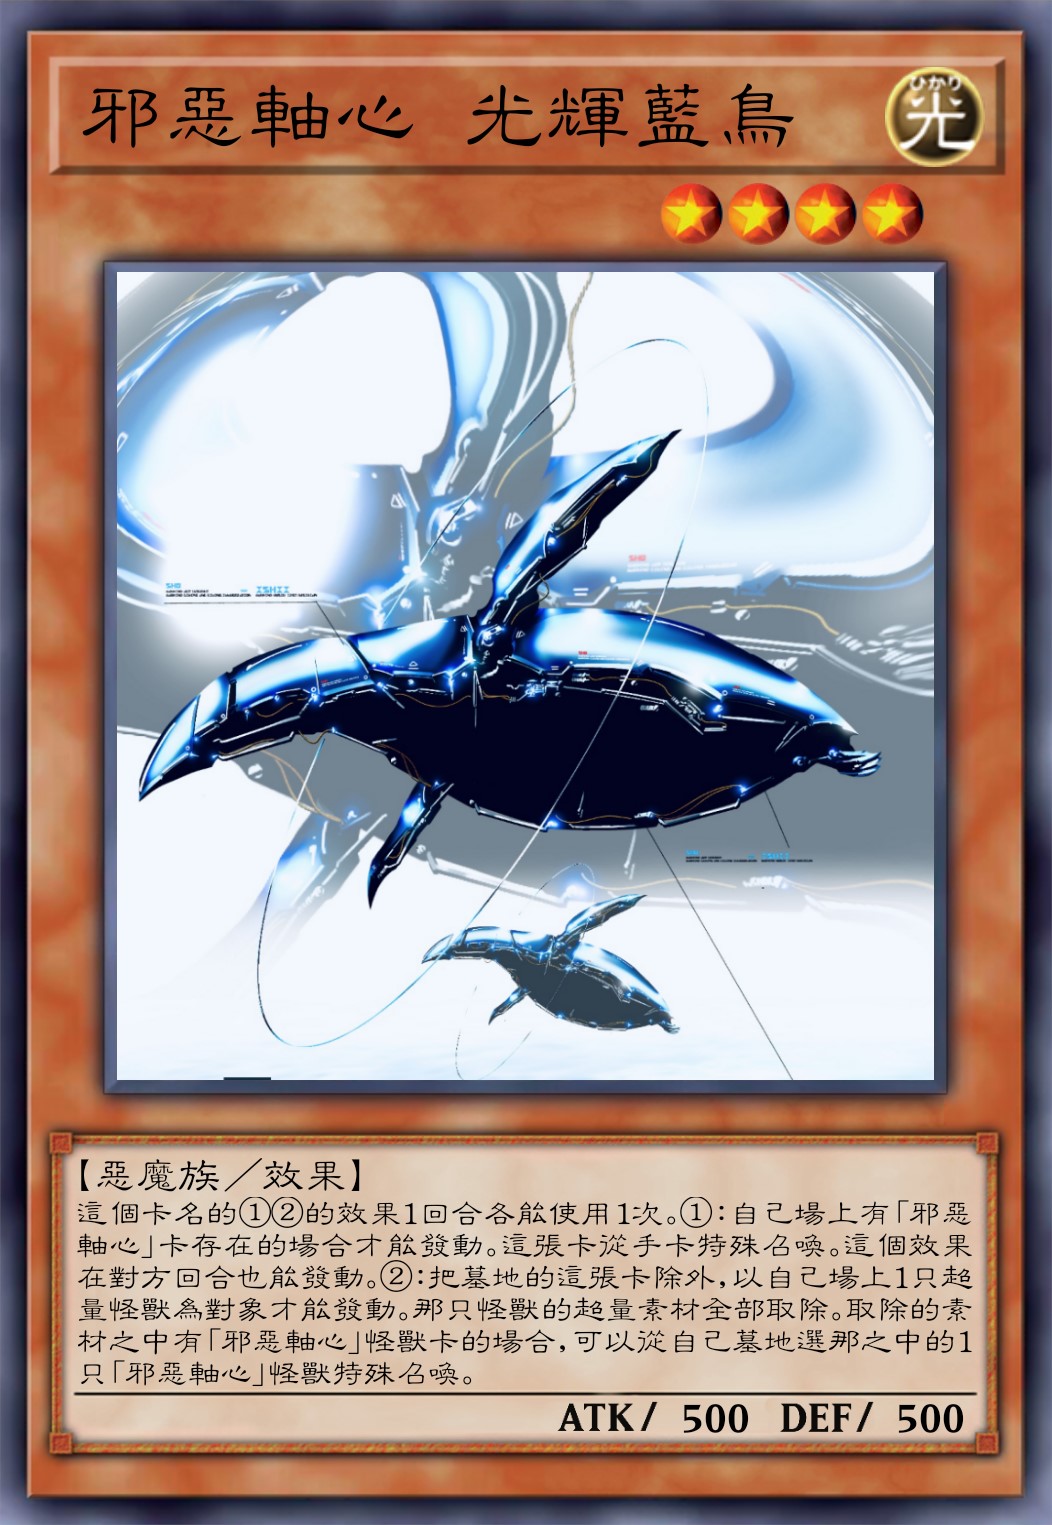 邪惡軸心 光輝藍鳥
ひかり
光
SHB
ISHII
【惡魔族／效果】
這個卡名的①②的效果1回合各能使用1次。①：自己場上有「邪惡
軸心」卡存在的場合才能發動。這張卡從手卡特殊召喚。這個效果
在對方回合也能發動。②：把墓地的這張卡除外，以自己場上1只超
量怪獸為對象才能發動。那只怪獸的超量素材全部取除。取除的素
材之中有「邪惡軸心」怪獸卡的場合，可以從自己墓地選那之中的1
只「邪惡軸心」怪獸特殊召喚。
ATK/ 500 DEF/ 500